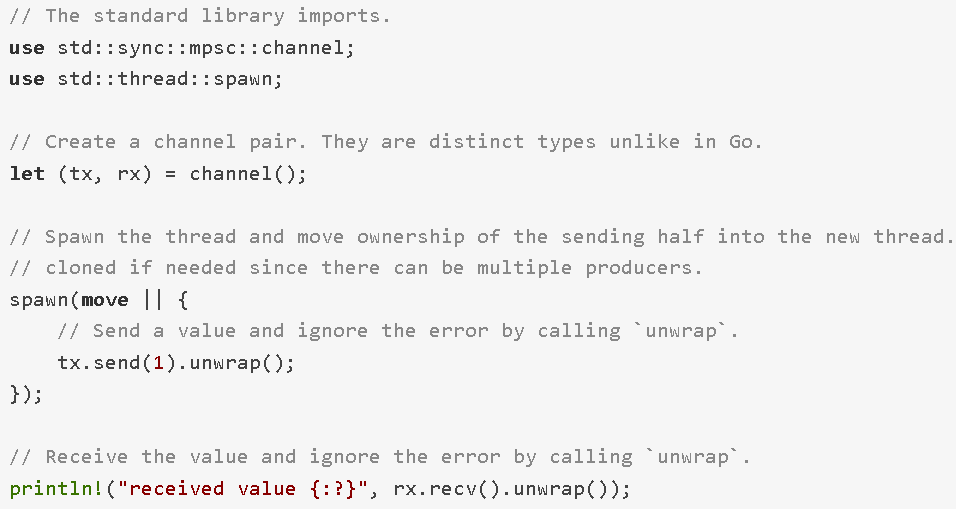 // The standard library imports.
use std::sync::mpsc::channel;
use std::thread::spawn;

// Create a channel pair. They are distinct types unlike in Go.
let (tx, rx) = channel();

// Spawn the thread and move ownership of the sending half into the new thread.
// cloned if needed since there can be multiple producers.
spawn(move || {
    // Send a value and ignore the error by calling `unwrap`.
    tx.send(1).unwrap();
});

// Receive the value and ignore the error by calling `unwrap`.
println!("received value {:?}", rx.recv().unwrap());